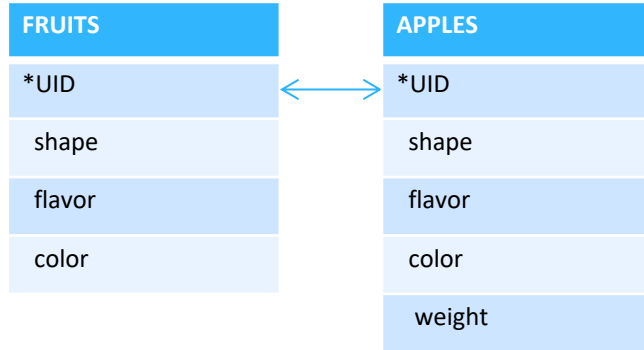 FRUITS
*UID
shape
flavor
color
APPLES
*UID
shape
flavor
color
weight